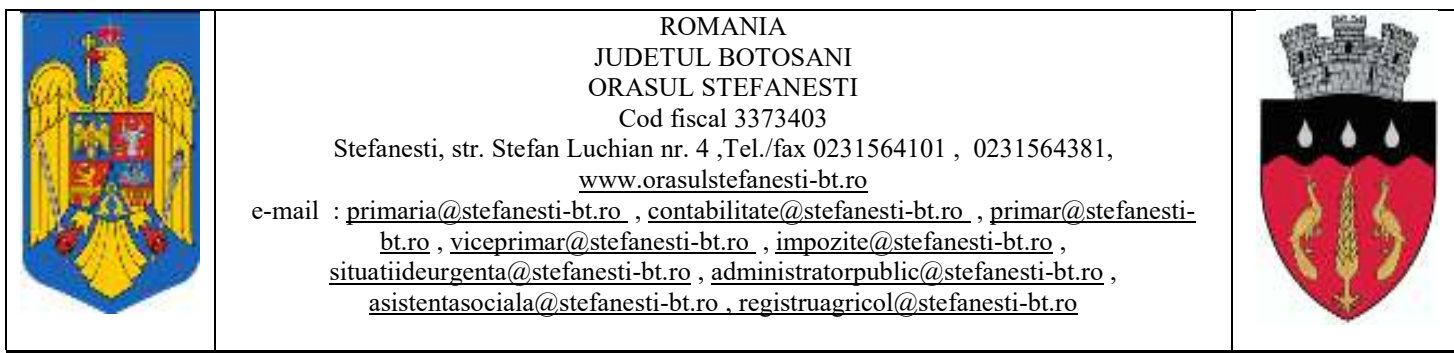 ROMANIA
JUDETUL BOTOSANI
ORASUL STEFANESTI
Cod fiscal 3373403
Stefanesti, str. Stefan Luchian nr. 4 ,Tel./fax 0231564101 , 0231564381,
www.orasulstefanesti-bt.ro
e-mail : primaria@stefanesti-bt.ro , contabilitate@stefanesti-bt.ro , primar@stefanesti-
bt.ro , viceprimar@stefanesti-bt.ro , impozite@stefanesti-bt.ro ,
situatiideurgenta@stefanesti-bt.ro , administratorpublic@stefanesti-bt.ro ,
asistentasociala@stefanesti-bt.ro , registruagricol@stefanesti-bt.ro